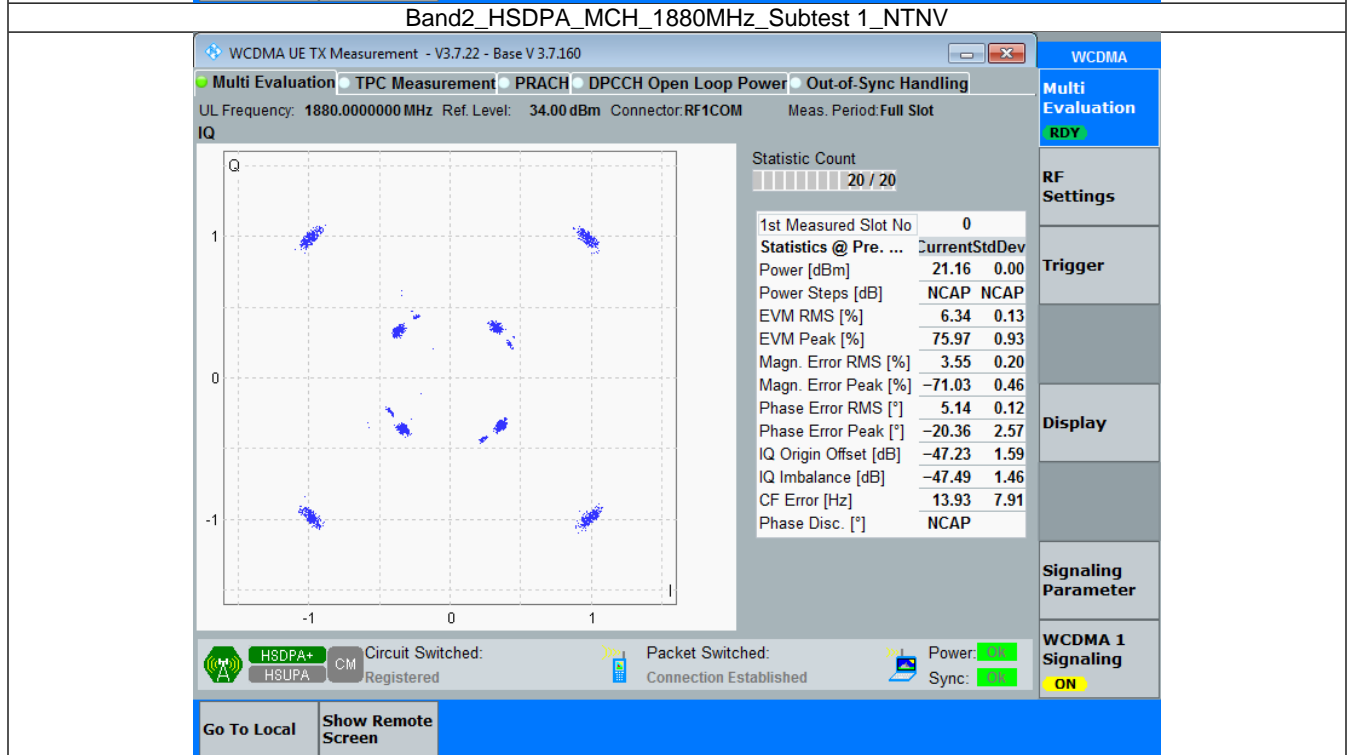 Band2_HSDPA_MCH_1880MHz_Subtest 1_NTNV
WCDMA UE TX Measurement - V3.7.22 - Base V 3.7.160
WCDMA
Multi Evaluation TPC Measurement PRACH DPCCH Open Loop Power Out-of-Sync Handling
Multi Evaluation
RDY
UL Frequency: 1880.0000000 MHz Ref. Level: 34.00 dBm Connector: RF1COM Meas. Period: Full Slot
IQ
Q
1
0
-1
I
-1 0 1
Statistic Count
20 / 20
1st Measured Slot No 0
Statistics @ Pre. ... Current StdDev
Power [dBm] 21.16 0.00
Power Steps [dB] NCAP NCAP
EVM RMS [%] 6.34 0.13
EVM Peak [%] 75.97 0.93
Magn. Error RMS [%] 3.55 0.20
Magn. Error Peak [%] −71.03 0.46
Phase Error RMS [°] 5.14 0.12
Phase Error Peak [°] −20.36 2.57
IQ Origin Offset [dB] −47.23 1.59
IQ Imbalance [dB] −47.49 1.46
CF Error [Hz] 13.93 7.91
Phase Disc. [°] NCAP
RF Settings
Trigger
Display
Signaling Parameter
WCDMA 1 Signaling
ON
HSDPA+
HSUPA
CM
Circuit Switched:
Registered
Packet Switched:
Connection Established
Power: Ok
Sync: Ok
Go To Local
Show Remote Screen